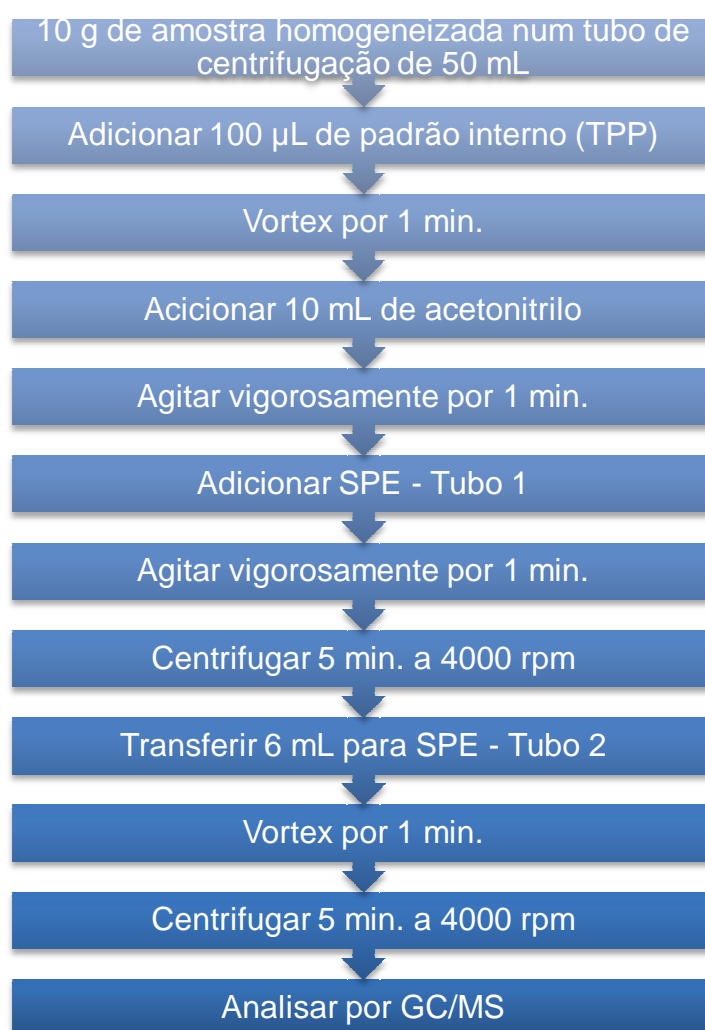 10 g de amostra homogeneizada num tubo de
centrifugação de 50 mL
Adicionar 100 µL de padrão interno (TPP)
Vortex por 1 min.
Acicionar 10 mL de acetonitrilo
Agitar vigorosamente por 1 min.
Adicionar SPE - Tubo 1
Agitar vigorosamente por 1 min.
Centrifugar 5 min. a 4000 rpm
Transferir 6 mL para SPE - Tubo 2
Vortex por 1 min.
Centrifugar 5 min. a 4000 rpm
Analisar por GC/MS